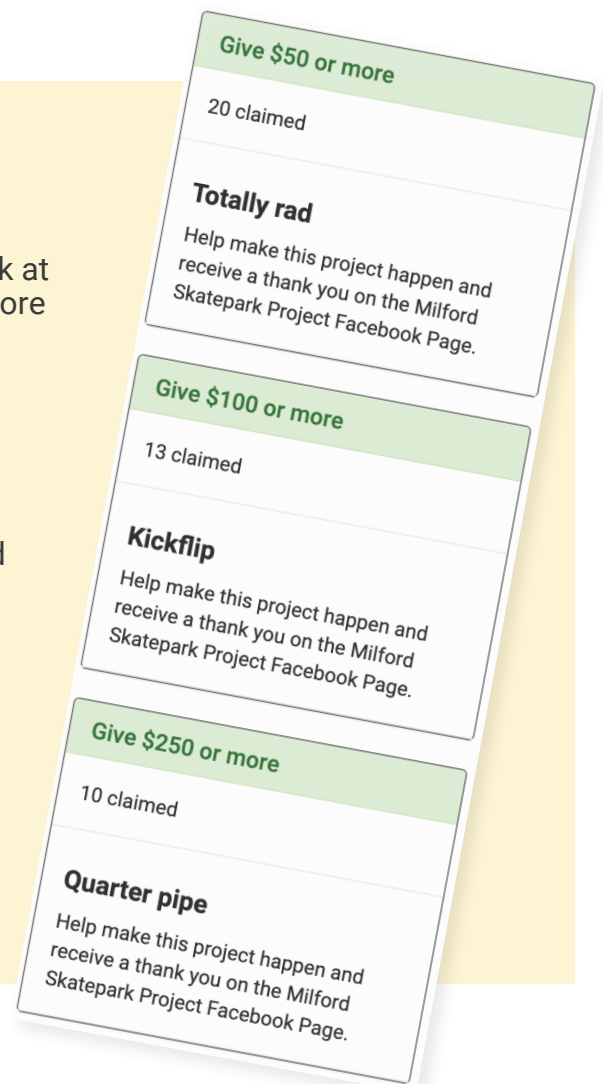 k at
ore
d
Give $50 or more
20 claimed
Totally rad
Help make this project happen and
receive a thank you on the Milford
Skatepark Project Facebook Page.
Give $100 or more
13 claimed
Kickflip
Help make this project happen and
receive a thank you on the Milford
Skatepark Project Facebook Page.
Give $250 or more
10 claimed
Quarter pipe
Help make this project happen and
receive a thank you on the Milford
Skatepark Project Facebook Page.